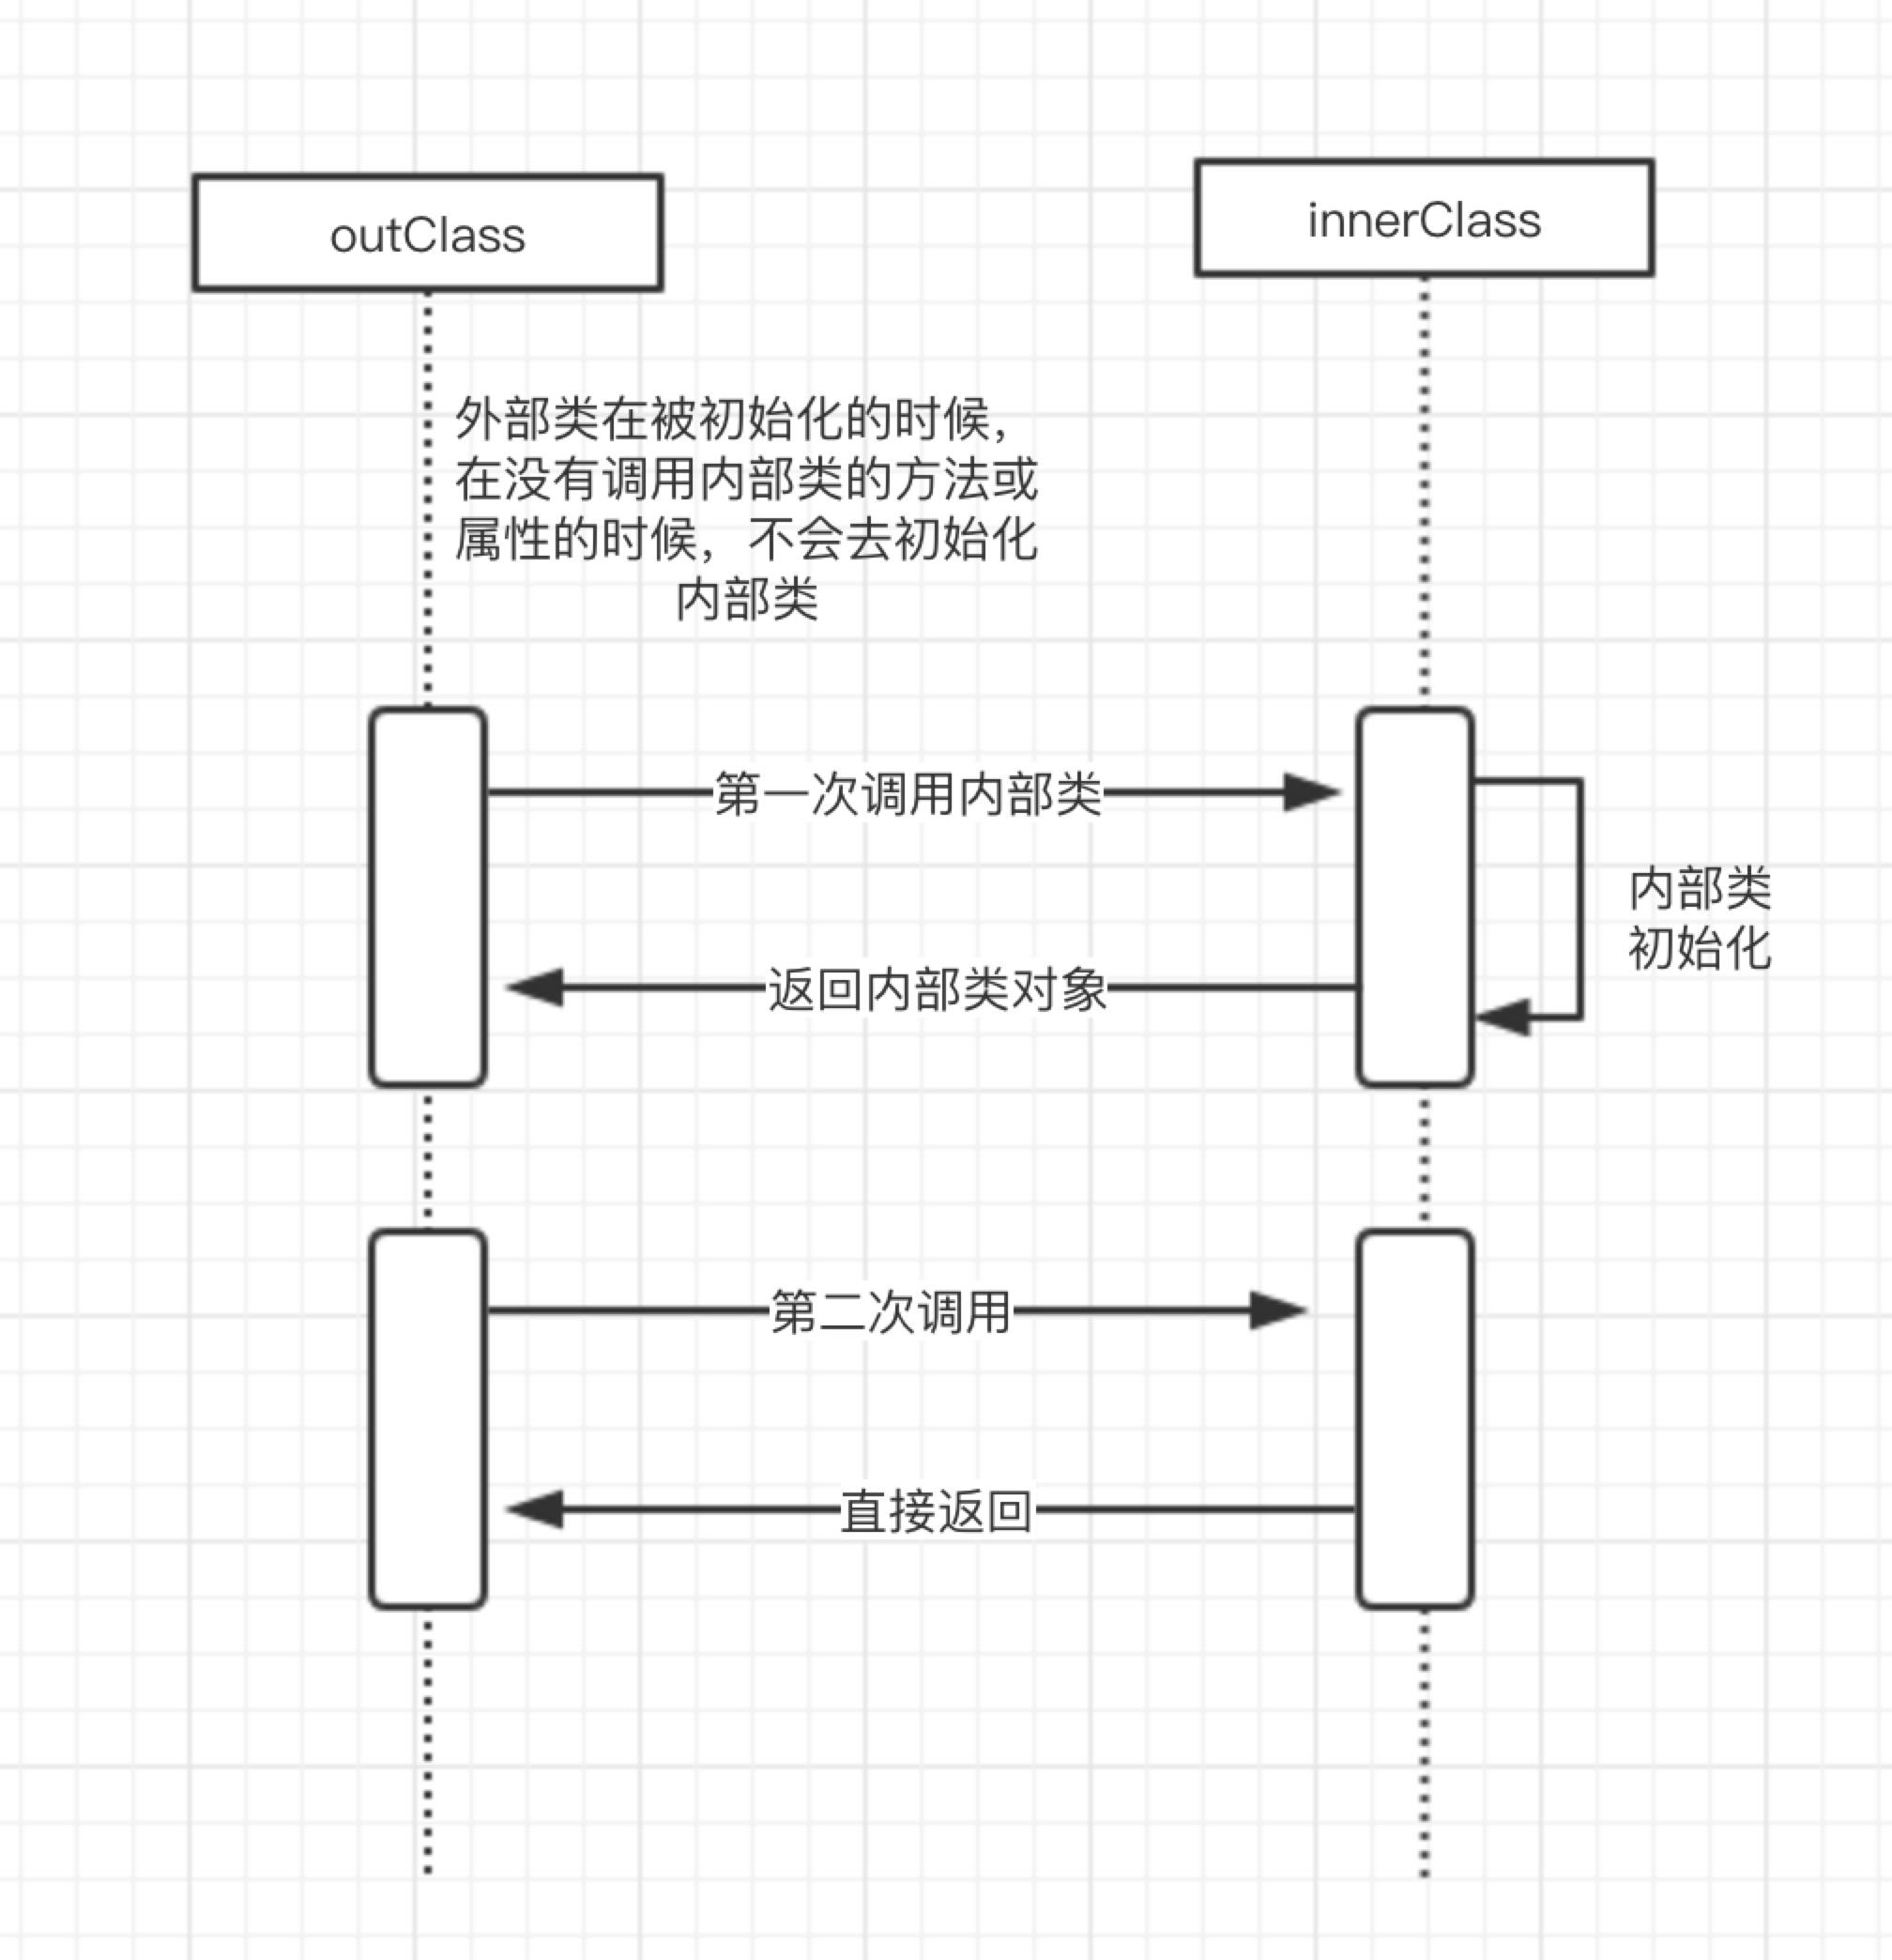 outClass
innerClass
外部类在被初始化的时候，
在没有调用内部类的方法或
属性的时候，不会去初始化
内部类
第一次调用内部类
内部类
初始化
返回内部类对象
第二次调用
直接返回